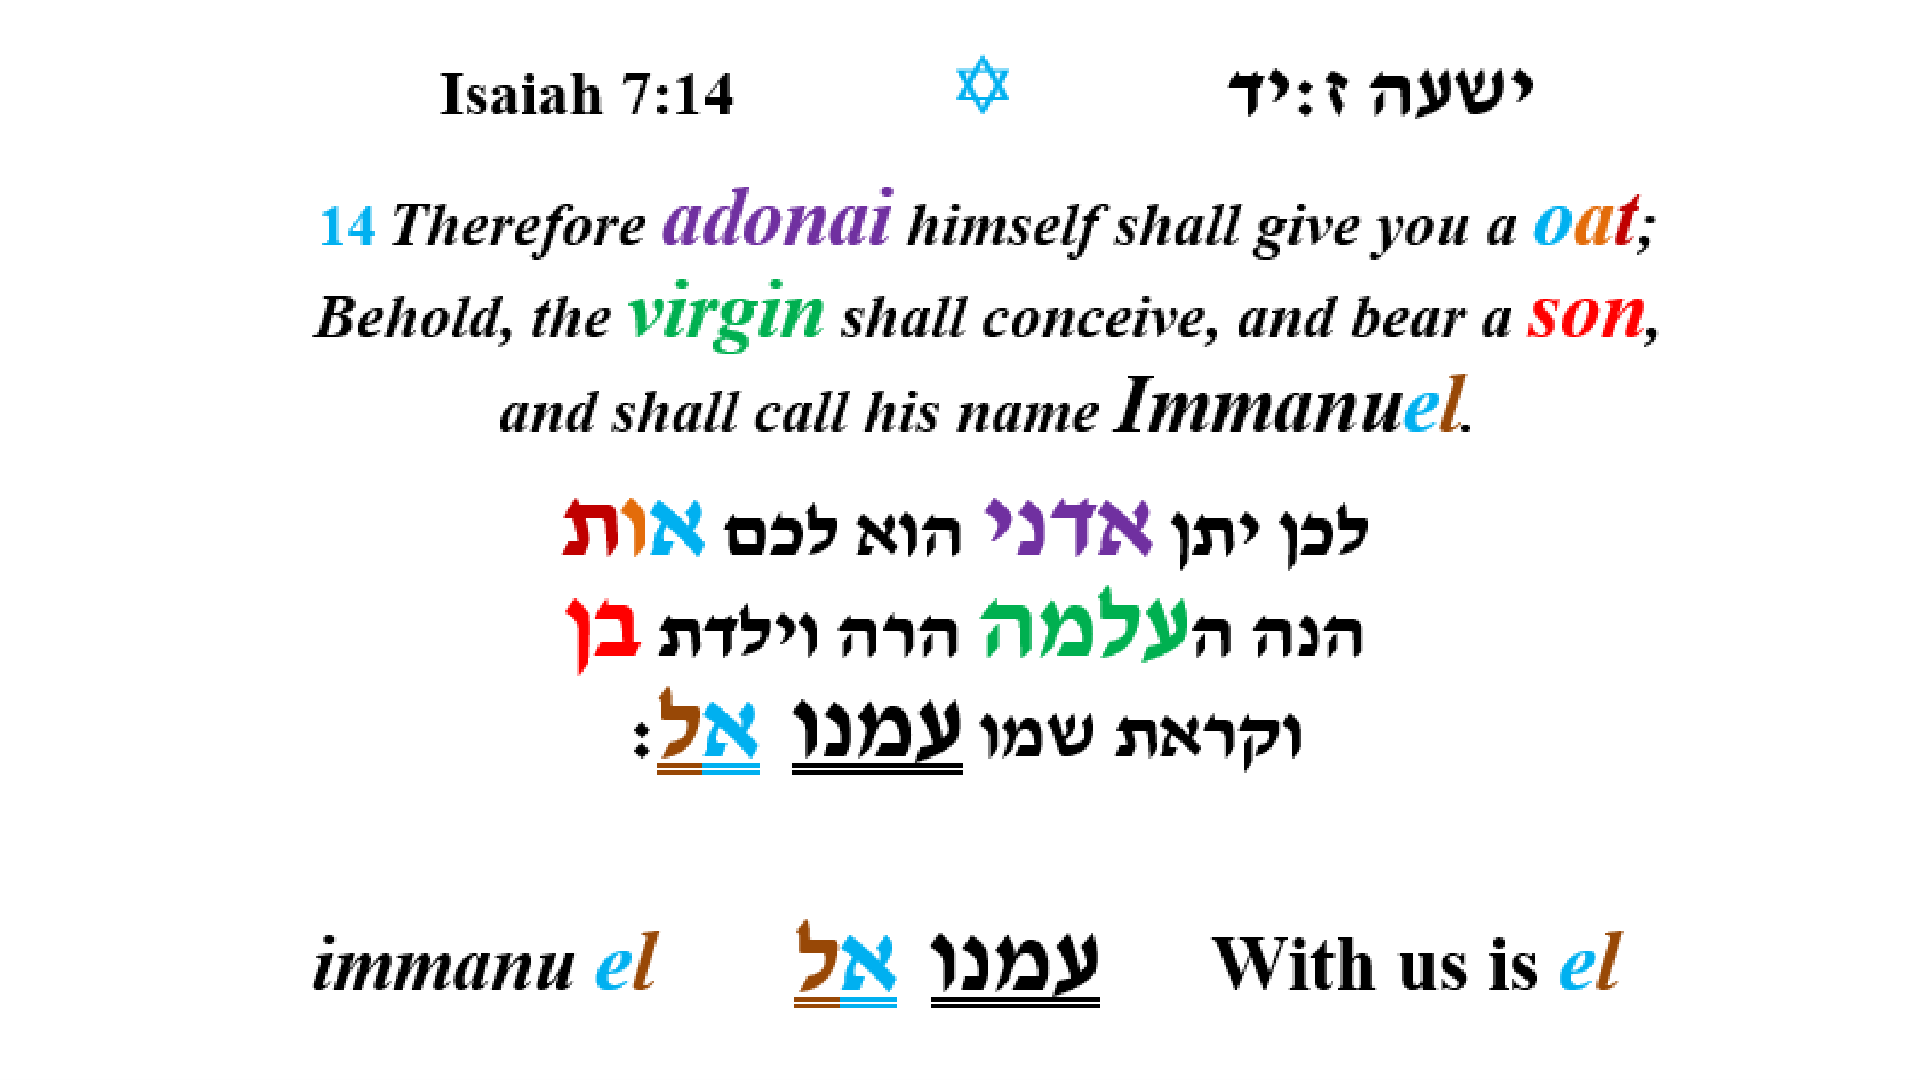 Isaiah 7:14 ✡ ישעה ז:יד
14 Therefore adonai himself shall give you a oat;
Behold, the virgin shall conceive, and bear a son,
and shall call his name Immanuel.
לכן יתן אדני הוא לכם אות
הנה העלמה הרה וילדת בן
וקראת שמו עמנו אל:
immanu el עמנו אל With us is el